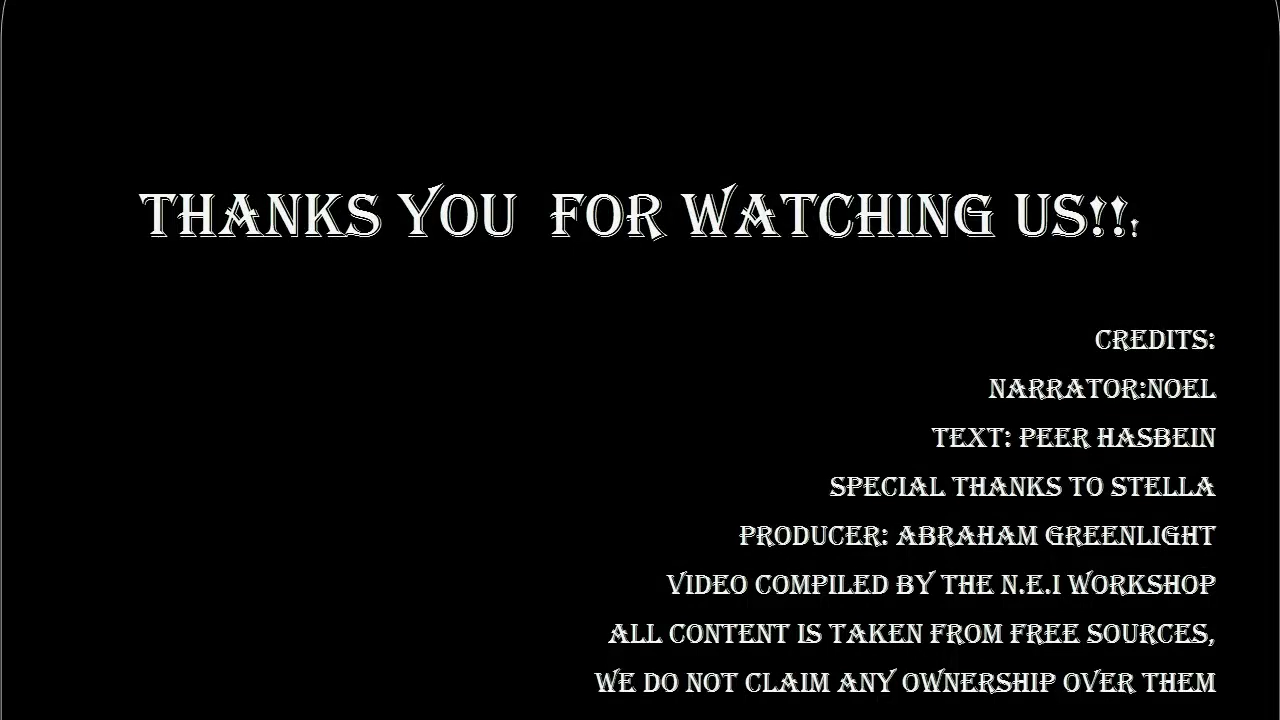 THANKS YOU  FOR WATCHING US!!!
CREDITS:
NARRATOR:NOEL
TEXT: PEER HASBEIN
SPECIAL THANKS TO STELLA
PRODUCER: ABRAHAM GREENLIGHT
VIDEO COMPILED BY THE N.E.I WORKSHOP
ALL CONTENT IS TAKEN FROM FREE SOURCES,
WE DO NOT CLAIM ANY OWNERSHIP OVER THEM